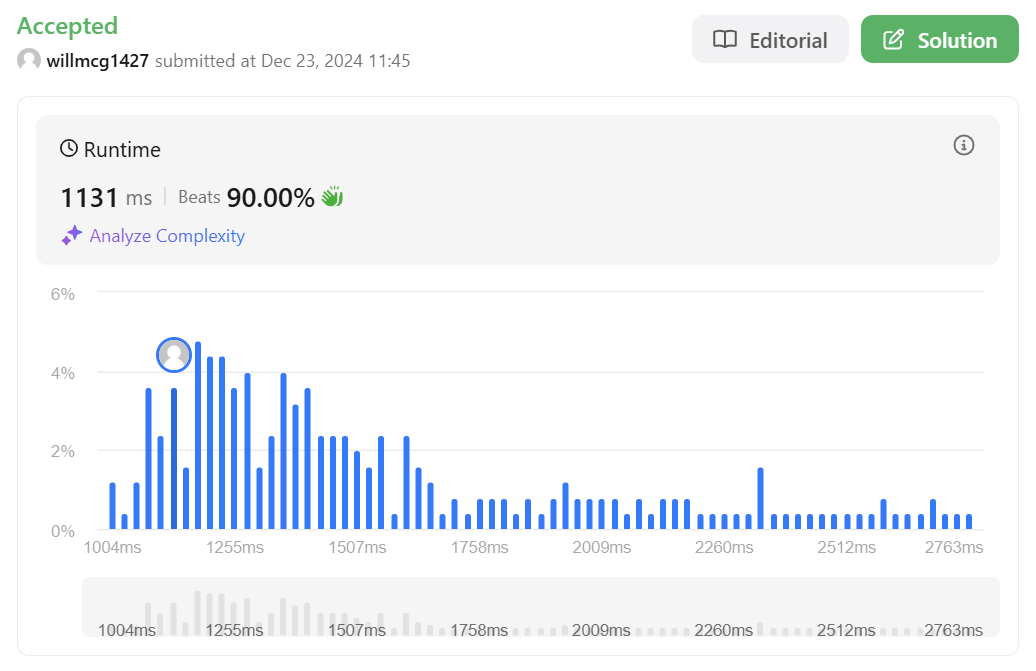 Accepted
willmcg1427 submitted at Dec 23, 2024 11:45
Editorial
Solution
Runtime
1131 ms Beats 90.00%
Analyze Complexity
6%
4%
2%
0%
1004ms 1255ms 1507ms 1758ms 2009ms 2260ms 2512ms 2763ms
1004ms 1255ms 1507ms 1758ms 2009ms 2260ms 2512ms 2763ms